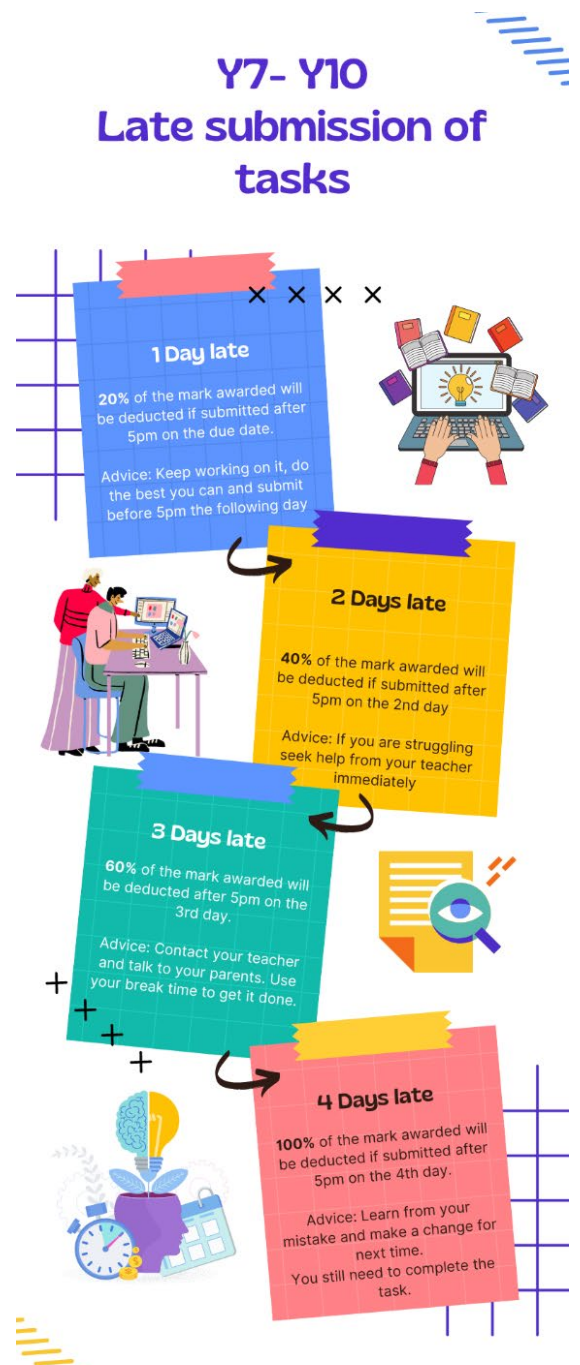 Y7- Y10
Late submission of
tasks
1 Day late
20% of the mark awarded will
be deducted if submitted after
5pm on the due date.
Advice: Keep working on it, do
the best you can and submit
before 5pm the following day
2 Days late
40% of the mark awarded will
be deducted if submitted after
5pm on the 2nd day
Advice: If you are struggling
seek help from your teacher
immediately
3 Days late
60% of the mark awarded will
be deducted after 5pm on the
3rd day.
Advice: Contact your teacher
and talk to your parents. Use
your break time to get it done.
4 Days late
100% of the mark awarded will
be deducted if submitted after
5pm on the 4th day.
Advice: Learn from your
mistake and make a change for
next time.
You still need to complete the
task.